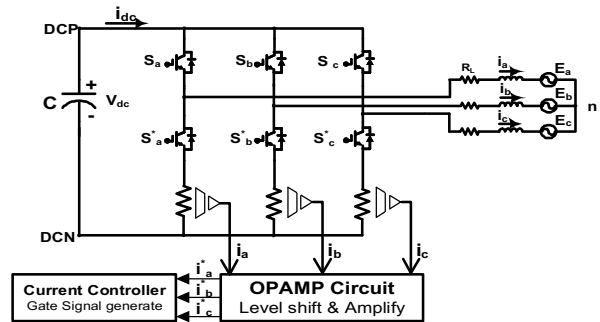 DCP
i_dc
S_a
S_b
S_c
R_L
i_a
E_a
i_b
E_b
n
i_c
E_c
C
+
V_dc
-
S*_a
S*_b
S*_c
DCN
i_a
i_b
i_c
Current Controller
Gate Signal generate
i*_a
i*_b
i*_c
OPAMP Circuit
Level shift & Amplify